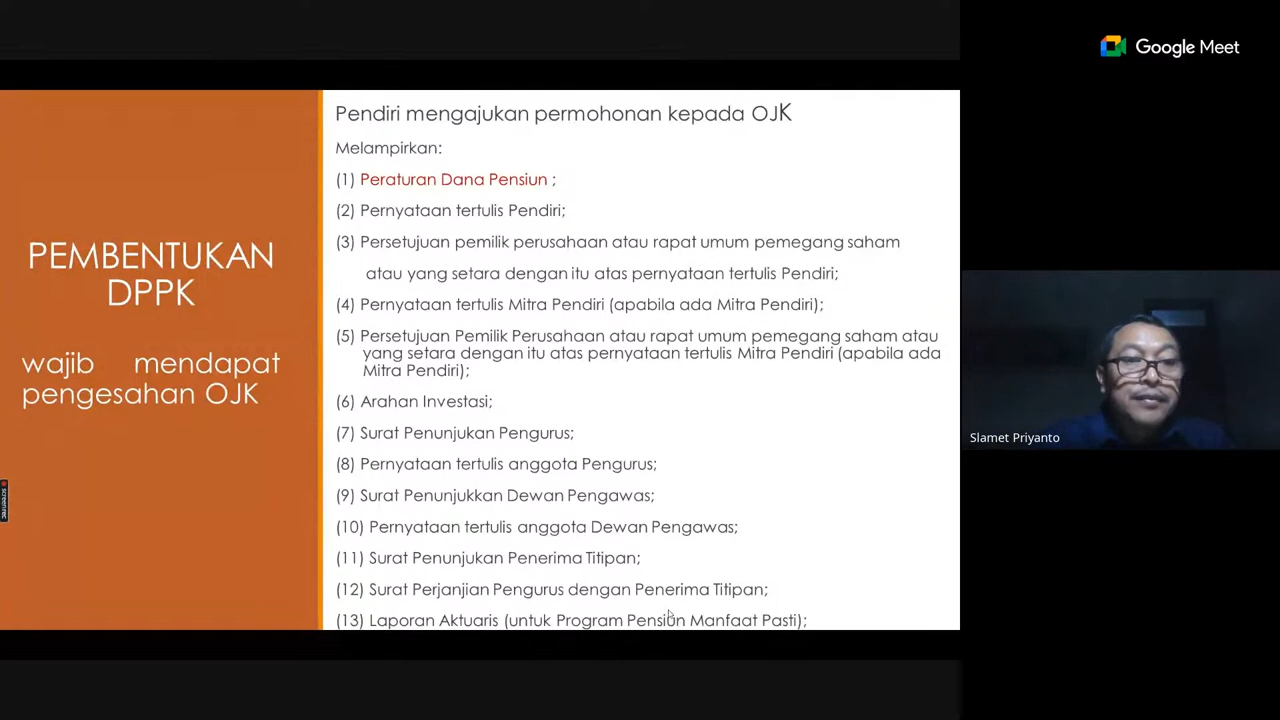 Google Meet
Pendiri mengajukan permohonan kepada OJK
Melampirkan:
(1) Peraturan Dana Pensiun ;
(2) Pernyataan tertulis Pendiri;
(3) Persetujuan pemilik perusahaan atau rapat umum pemegang saham
atau yang setara dengan itu atas pernyataan tertulis Pendiri;
(4) Pernyataan tertulis Mitra Pendiri (apabila ada Mitra Pendiri);
(5) Persetujuan Pemilik Perusahaan atau rapat umum pemegang saham atau
yang setara dengan itu atas pernyataan tertulis Mitra Pendiri (apabila ada
Mitra Pendiri);
(6) Arahan Investasi;
(7) Surat Penunjukan Pengurus;
(8) Pernyataan tertulis anggota Pengurus;
(9) Surat Penunjukkan Dewan Pengawas;
(10) Pernyataan tertulis anggota Dewan Pengawas;
(11) Surat Penunjukan Penerima Titipan;
(12) Surat Perjanjian Pengurus dengan Penerima Titipan;
(13) Laporan Aktuaris (untuk Program Pensiun Manfaat Pasti);
PEMBENTUKAN
DPPK
wajib mendapat
pengesahan OJK
Slamet Priyanto
screenrec